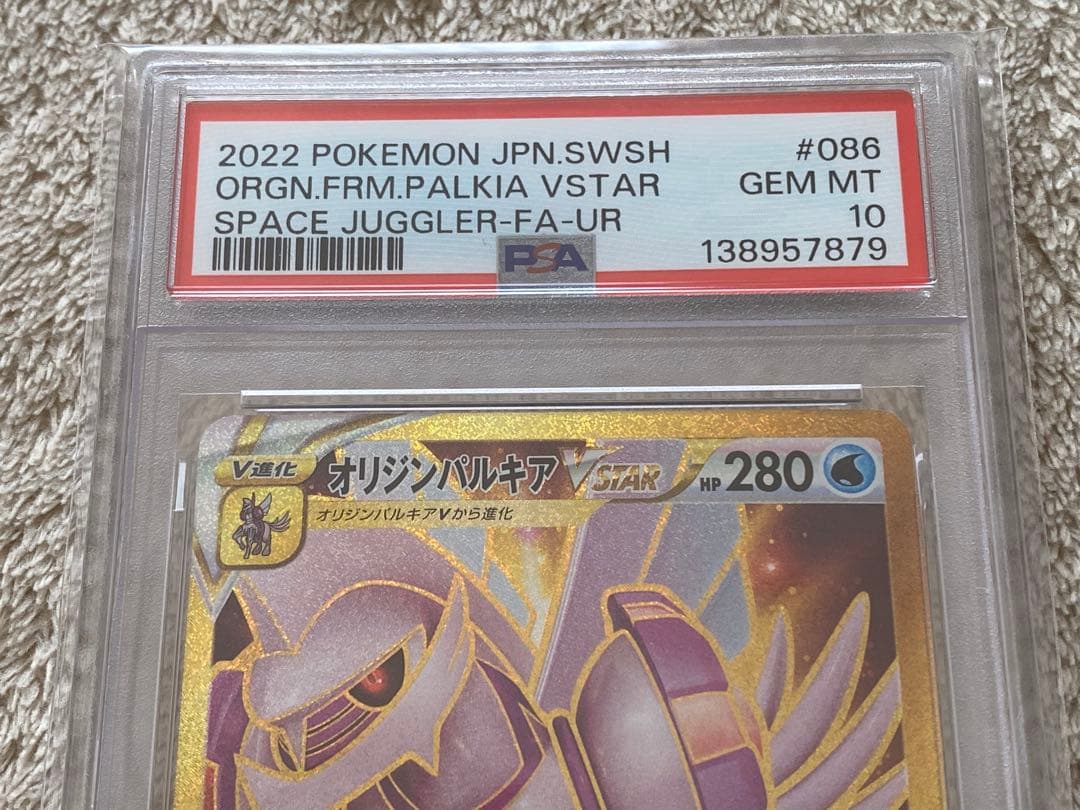 2022 POKEMON JPN.SWSH #086
ORGN.FRM.PALKIA VSTAR GEM MT
SPACE JUGGLER-FA-UR 10
PSA 138957879
V進化 オリジンパルキア VSTAR HP 280
オリジンパルキアVから進化